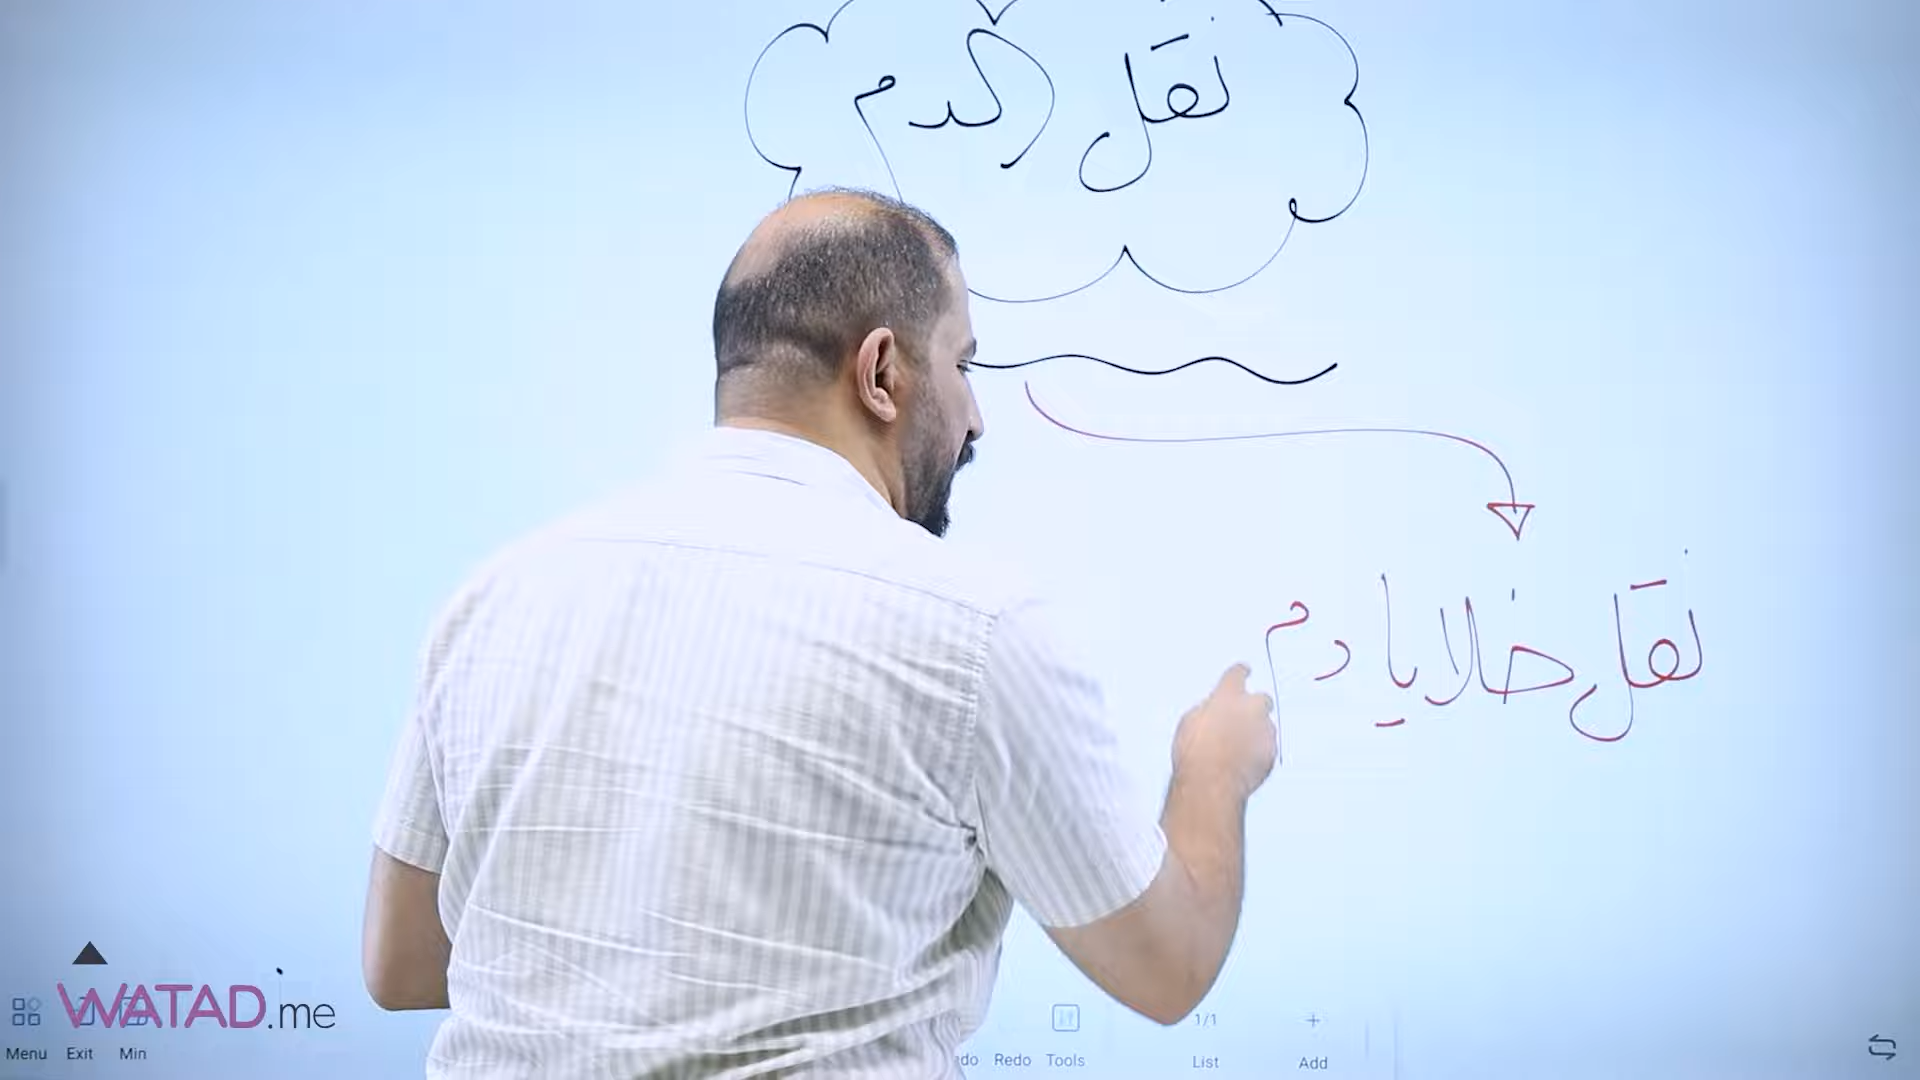 نقل الدم
نقل خلايا دم
WATAD.me
Menu Exit Min
Redo Tools
1/1
List
+
Add